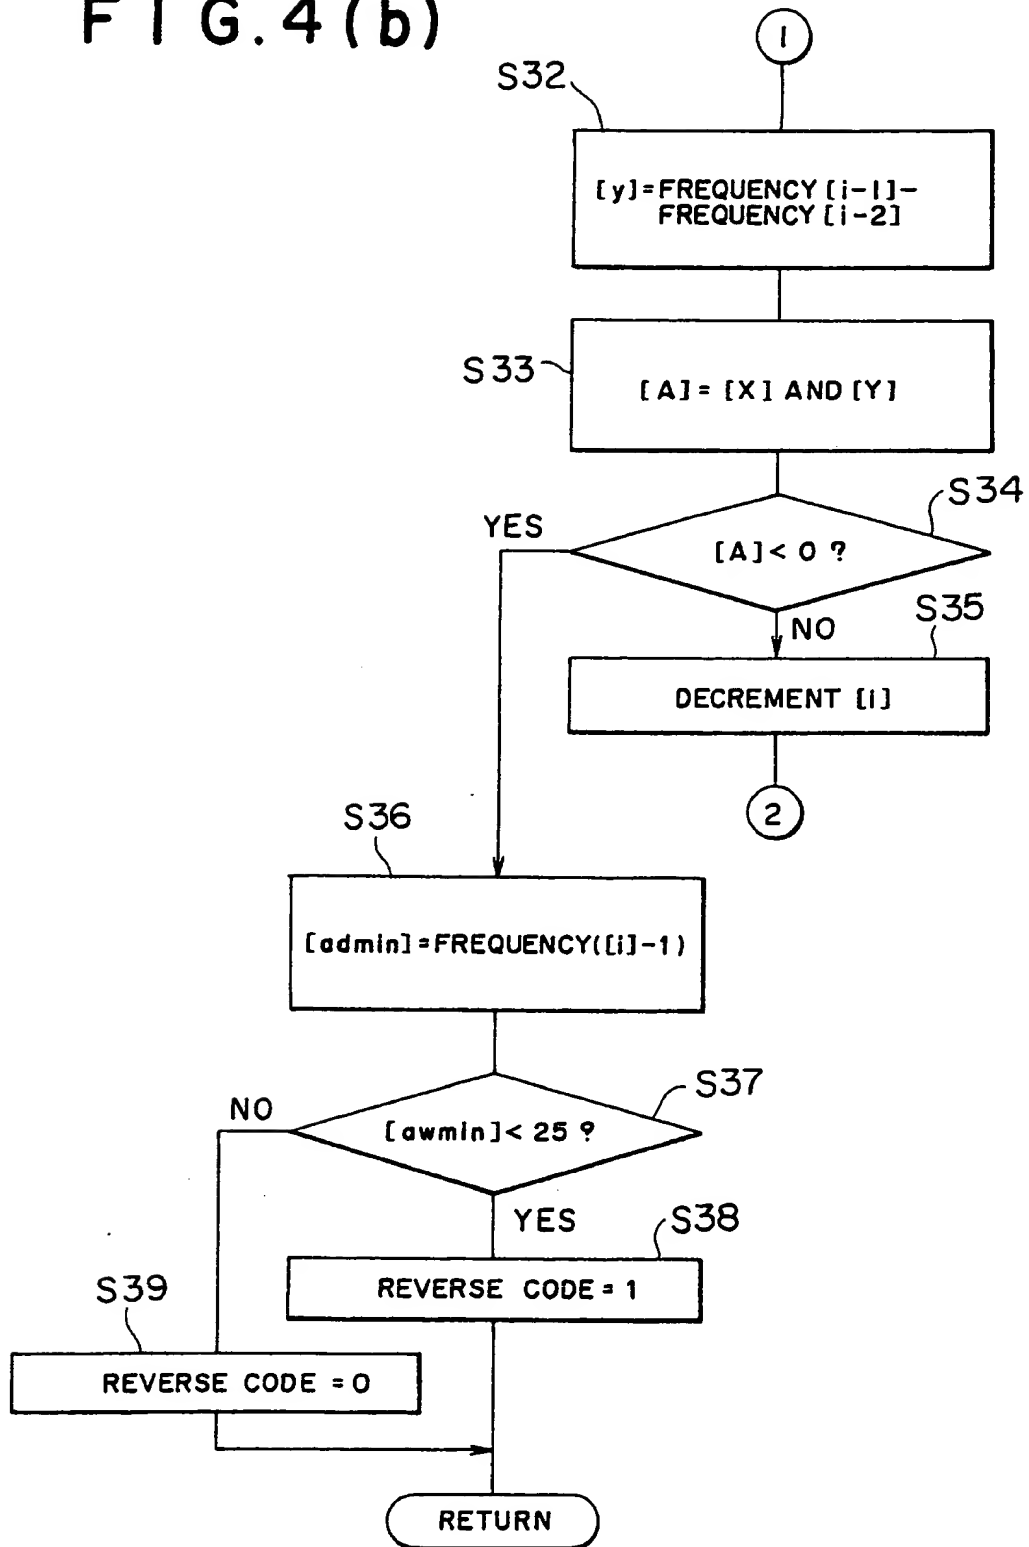 FIG. 4 (b)
1
S32
[y]=FREQUENCY [i-1]-
FREQUENCY [i-2]
S33
[A]= [X] AND [Y]
S34
YES
[A]< 0 ?
S35
NO
DECREMENT [i]
2
S36
[admin]=FREQUENCY([i]-1)
S37
NO
[awmin]< 25 ?
YES
S38
S39
REVERSE CODE = 1
REVERSE CODE = 0
RETURN